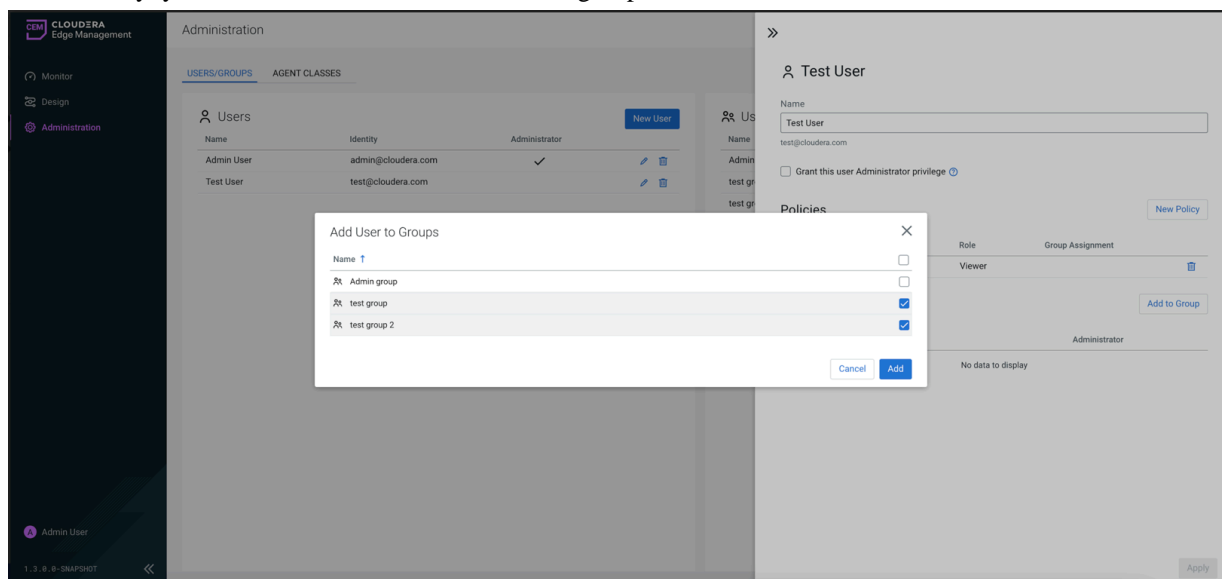 CEM CLOUDERA
Edge Management
Monitor
Design
Administration
A Admin User
1.3.0.0-SNAPSHOT
Administration
USERS/GROUPS AGENT CLASSES
Users
New User
Name Identity Administrator
Admin User admin@cloudera.com
Test User test@cloudera.com
Us
Name
Admin
test gr
test gr
Add User to Groups
Name
Admin group
test group
test group 2
Cancel Add
Test User
Name
Test User
test@cloudera.com
Grant this user Administrator privilege
Policies
New Policy
Role Group Assignment
Viewer
Add to Group
Administrator
No data to display
Apply